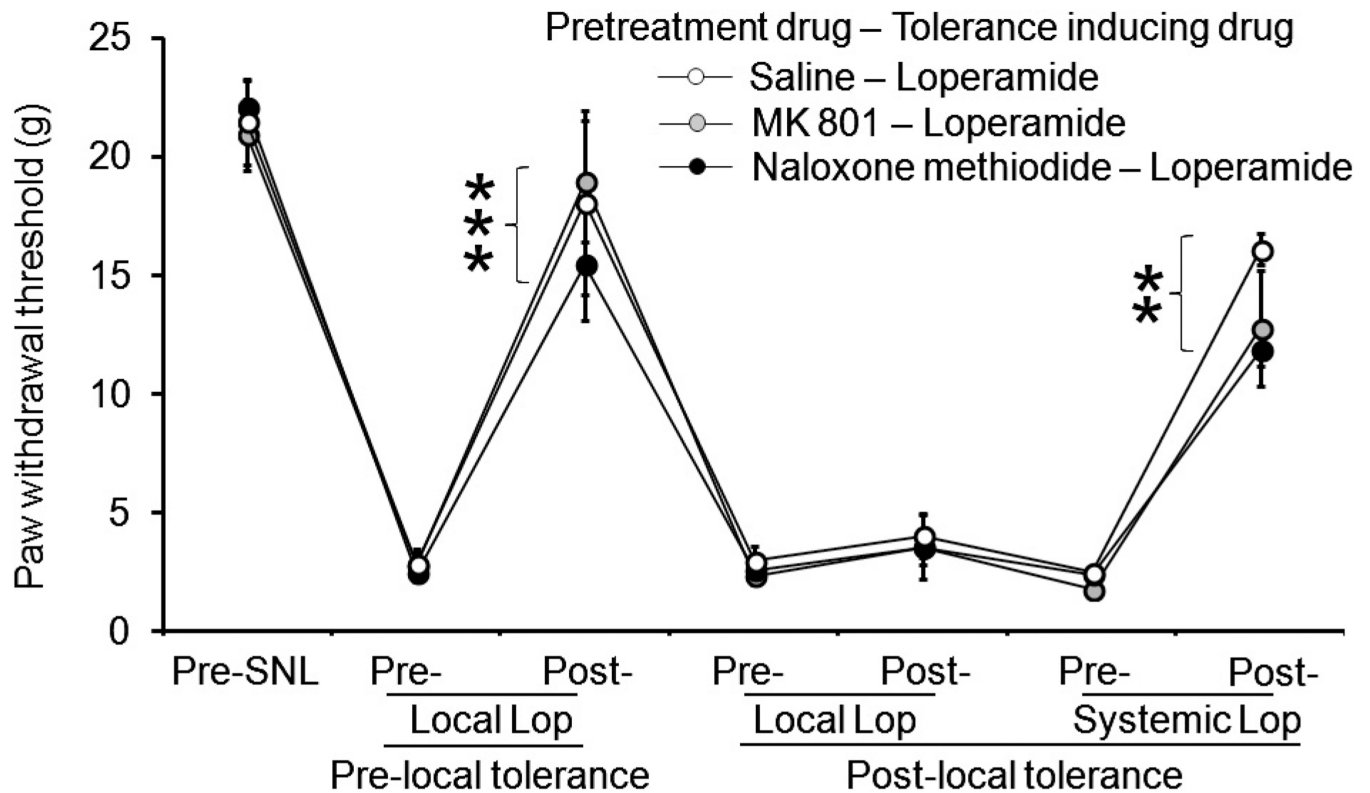 Pretreatment drug – Tolerance inducing drug
Saline – Loperamide
MK 801 – Loperamide
Naloxone methiodide – Loperamide
Paw withdrawal threshold (g)
25
20
15
10
5
0
***
**
Pre-SNL Pre- Post- Pre- Post- Pre- Post-
Local Lop Local Lop Systemic Lop
Pre-local tolerance Post-local tolerance